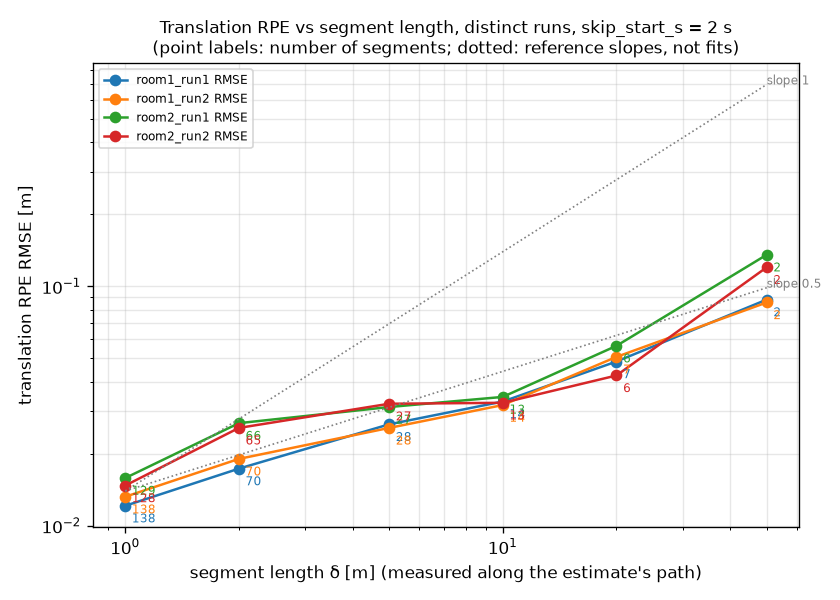 Translation RPE vs segment length, distinct runs, skip_start_s = 2 s
(point labels: number of segments; dotted: reference slopes, not fits)
room1_run1 RMSE
room1_run2 RMSE
room2_run1 RMSE
room2_run2 RMSE
slope 1
slope 0.5
translation RPE RMSE [m]
10⁻¹
10⁻²
129
128
138
138
66
65
70
70
27
27
28
28
13
14
6
7
6
2
2
2
2
10⁰
10¹
segment length δ [m] (measured along the estimate's path)